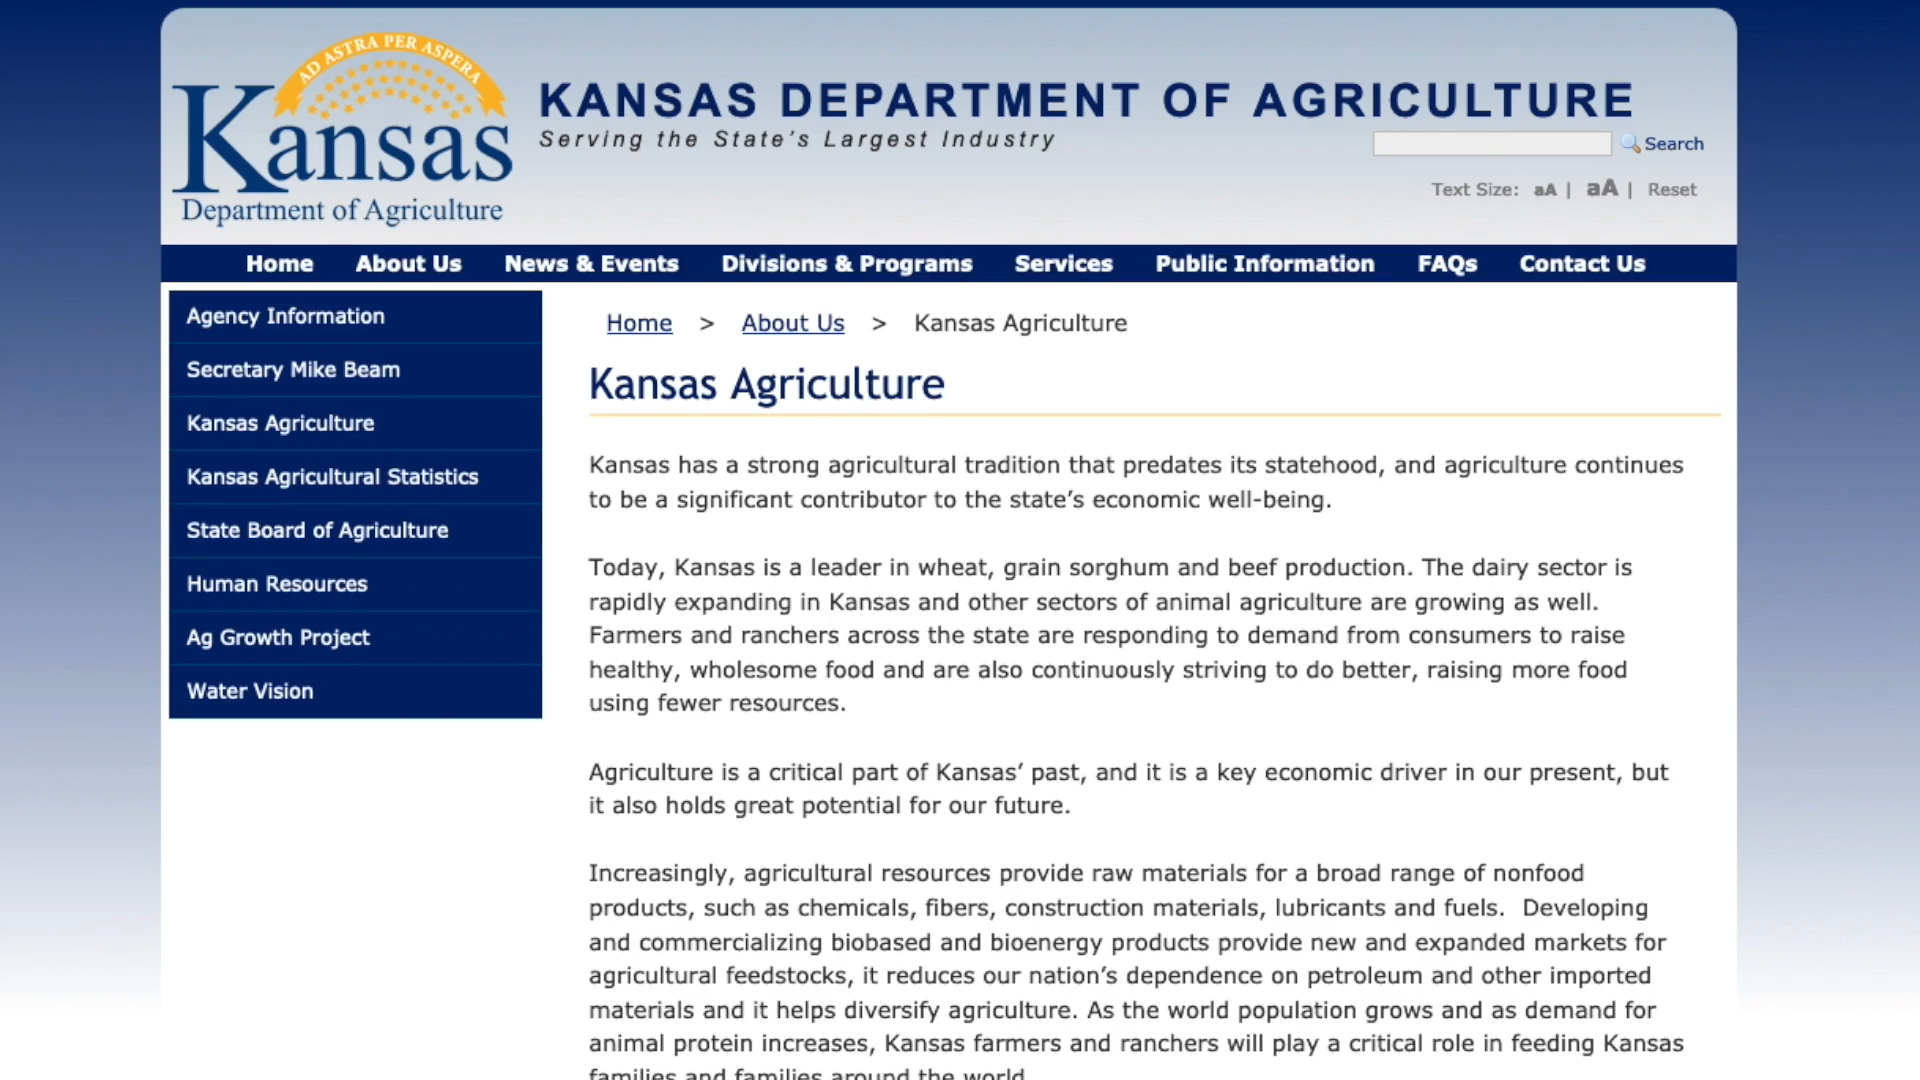 AD ASTRA PER ASPERA
Kansas
Department of Agriculture
KANSAS DEPARTMENT OF AGRICULTURE
Serving the State's Largest Industry
Search
Text Size: aA | aA | Reset
Home About Us News & Events Divisions & Programs Services Public Information FAQs Contact Us
Agency Information
Secretary Mike Beam
Kansas Agriculture
Kansas Agricultural Statistics
State Board of Agriculture
Human Resources
Ag Growth Project
Water Vision
Home > About Us > Kansas Agriculture
Kansas Agriculture
Kansas has a strong agricultural tradition that predates its statehood, and agriculture continues
to be a significant contributor to the state’s economic well-being.
Today, Kansas is a leader in wheat, grain sorghum and beef production. The dairy sector is
rapidly expanding in Kansas and other sectors of animal agriculture are growing as well.
Farmers and ranchers across the state are responding to demand from consumers to raise
healthy, wholesome food and are also continuously striving to do better, raising more food
using fewer resources.
Agriculture is a critical part of Kansas’ past, and it is a key economic driver in our present, but
it also holds great potential for our future.
Increasingly, agricultural resources provide raw materials for a broad range of nonfood
products, such as chemicals, fibers, construction materials, lubricants and fuels.  Developing
and commercializing biobased and bioenergy products provide new and expanded markets for
agricultural feedstocks, it reduces our nation’s dependence on petroleum and other imported
materials and it helps diversify agriculture. As the world population grows and as demand for
animal protein increases, Kansas farmers and ranchers will play a critical role in feeding Kansas
families and families around the world.